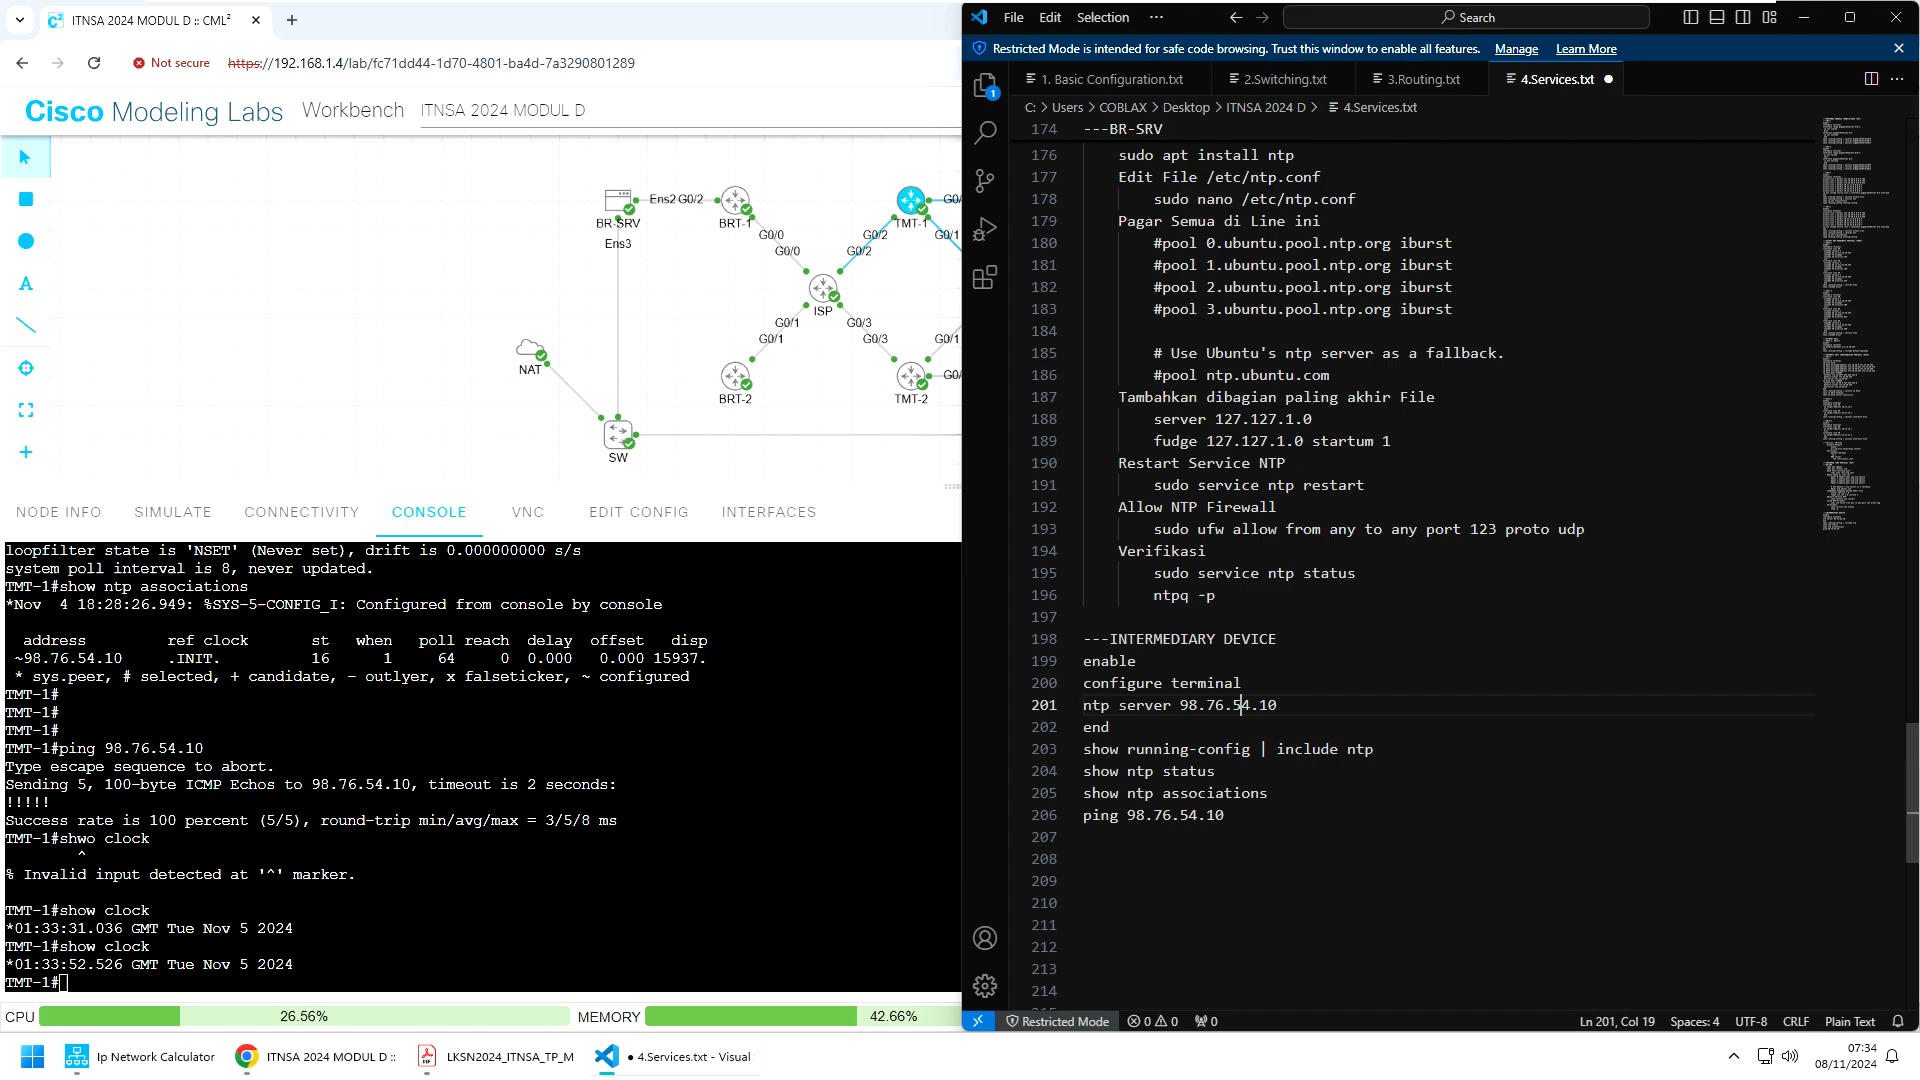 ITNSA 2024 MODUL D :: CML²
Not secure https://192.168.1.4/lab/fc71dd44-1d70-4801-ba4d-7a3290801289
Cisco Modeling Labs Workbench ITNSA 2024 MODUL D
Ens2 G0/2 G0/
BR-SRV BRT-1 TMT-1
Ens3 G0/0 G0/2 G0/1
G0/0 G0/2
ISP
G0/1 G0/3
G0/1 G0/3 G0/1
NAT G0/
BRT-2 TMT-2
SW
NODE INFO SIMULATE CONNECTIVITY CONSOLE VNC EDIT CONFIG INTERFACES
loopfilter state is 'NSET' (Never set), drift is 0.000000000 s/s
system poll interval is 8, never updated.
TMT-1#show ntp associations
*Nov  4 18:28:26.949: %SYS-5-CONFIG_I: Configured from console by console
address ref clock st when poll reach delay offset disp
~98.76.54.10 .INIT. 16 1 64 0 0.000 0.000 15937.
* sys.peer, # selected, + candidate, - outlyer, x falseticker, ~ configured
TMT-1#
TMT-1#
TMT-1#
TMT-1#ping 98.76.54.10
Type escape sequence to abort.
Sending 5, 100-byte ICMP Echos to 98.76.54.10, timeout is 2 seconds:
!!!!!
Success rate is 100 percent (5/5), round-trip min/avg/max = 3/5/8 ms
TMT-1#shwo clock
^
% Invalid input detected at '^' marker.
TMT-1#show clock
*01:33:31.036 GMT Tue Nov 5 2024
TMT-1#show clock
*01:33:52.526 GMT Tue Nov 5 2024
TMT-1#
CPU 26.56% MEMORY 42.66%
File Edit Selection ··· Search
Restricted Mode is intended for safe code browsing. Trust this window to enable all features. Manage Learn More
1
1. Basic Configuration.txt 2.Switching.txt 3.Routing.txt 4.Services.txt
C: > Users > COBLAX > Desktop > ITNSA 2024 D > 4.Services.txt
174 ---BR-SRV
176 sudo apt install ntp
177 Edit File /etc/ntp.conf
178 sudo nano /etc/ntp.conf
179 Pagar Semua di Line ini
180 #pool 0.ubuntu.pool.ntp.org iburst
181 #pool 1.ubuntu.pool.ntp.org iburst
182 #pool 2.ubuntu.pool.ntp.org iburst
183 #pool 3.ubuntu.pool.ntp.org iburst
184
185 # Use Ubuntu's ntp server as a fallback.
186 #pool ntp.ubuntu.com
187 Tambahkan dibagian paling akhir File
188 server 127.127.1.0
189 fudge 127.127.1.0 startum 1
190 Restart Service NTP
191 sudo service ntp restart
192 Allow NTP Firewall
193 sudo ufw allow from any to any port 123 proto udp
194 Verifikasi
195 sudo service ntp status
196 ntpq -p
197
198 ---INTERMEDIARY DEVICE
199 enable
200 configure terminal
201 ntp server 98.76.54.10
202 end
203 show running-config | include ntp
204 show ntp status
205 show ntp associations
206 ping 98.76.54.10
207
208
209
210
211
212
213
214
Restricted Mode 0 0 0 Ln 201, Col 19 Spaces: 4 UTF-8 CRLF Plain Text
Ip Network Calculator ITNSA 2024 MODUL D :: LKSN2024_ITNSA_TP_M ● 4.Services.txt - Visual 07:34
08/11/2024